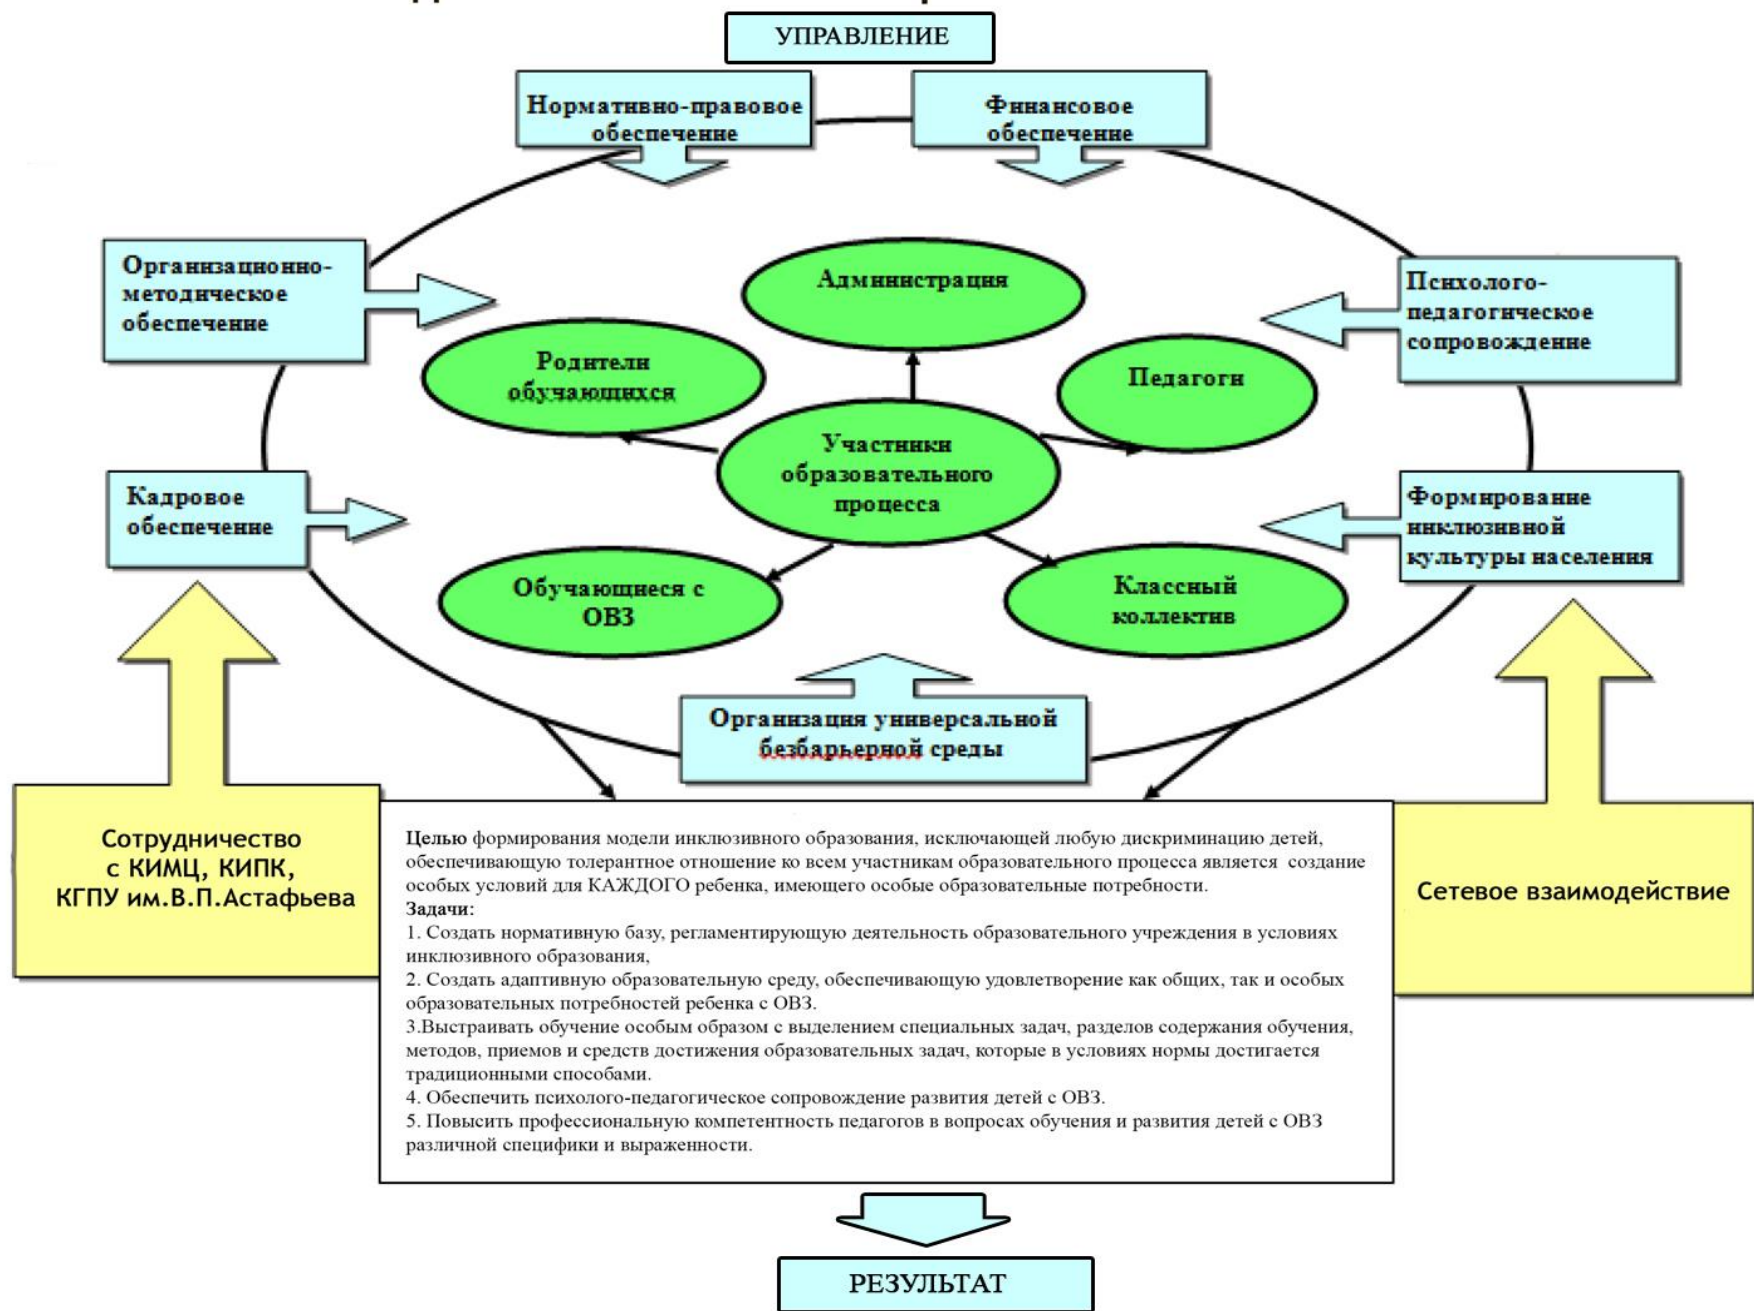 УПРАВЛЕНИЕ
Нормативно-правовое
обеспечение
Финансовое
обеспечение
Организационно-
методическое
обеспечение
Администрация
Психолого-
педагогическое
сопровождение
Родители
обучающихся
Педагоги
Участники
образовательного
процесса
Кадровое
обеспечение
Формирование
инклюзивной
культуры населения
Обучающиеся с
ОВЗ
Классный
коллектив
Организация универсальной
безбарьерной среды
Сотрудничество
с КИМЦ, КИПК,
КГПУ им.В.П.Астафьева
Целью формирования модели инклюзивного образования, исключающей любую дискриминацию детей,
обеспечивающую толерантное отношение ко всем участникам образовательного процесса является создание
особых условий для КАЖДОГО ребенка, имеющего особые образовательные потребности.
Задачи:
1. Создать нормативную базу, регламентирующую деятельность образовательного учреждения в условиях
инклюзивного образования,
2. Создать адаптивную образовательную среду, обеспечивающую удовлетворение как общих, так и особых
образовательных потребностей ребенка с ОВЗ.
3.Выстраивать обучение особым образом с выделением специальных задач, разделов содержания обучения,
методов, приемов и средств достижения образовательных задач, которые в условиях нормы достигается
традиционными способами.
4. Обеспечить психолого-педагогическое сопровождение развития детей с ОВЗ.
5. Повысить профессиональную компетентность педагогов в вопросах обучения и развития детей с ОВЗ
различной специфики и выраженности.
Сетевое взаимодействие
РЕЗУЛЬТАТ